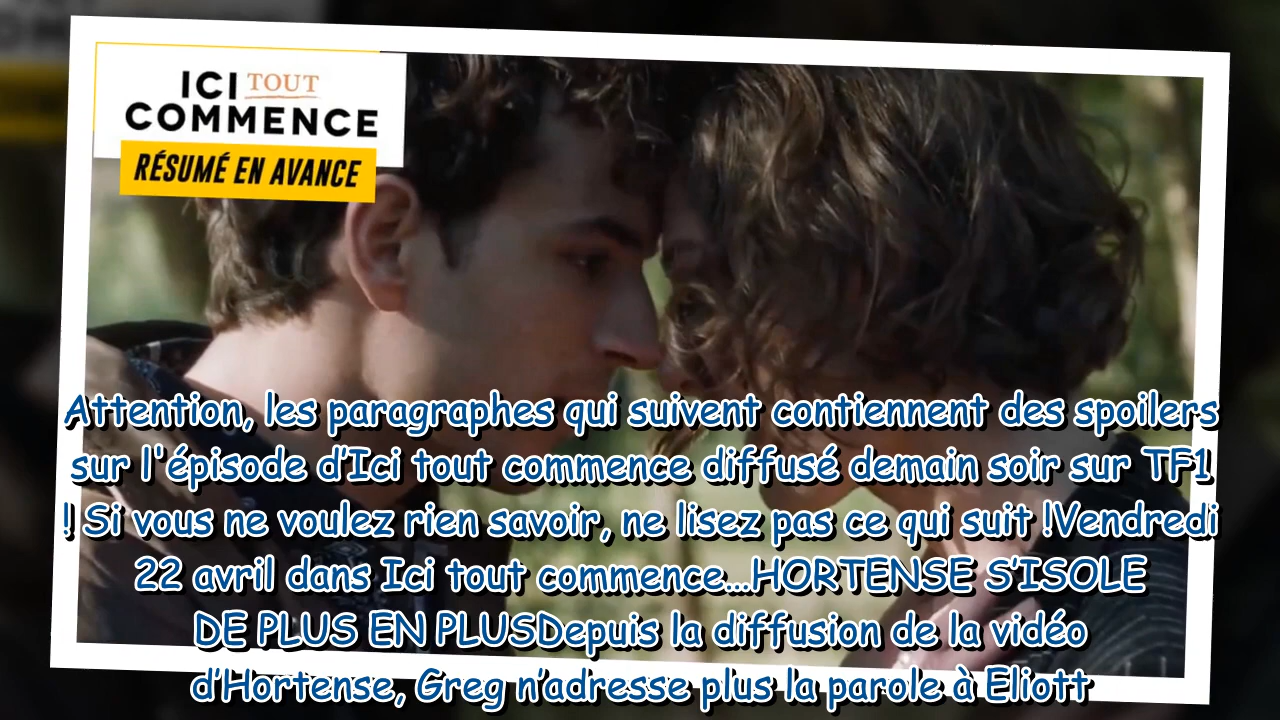 ICI TOUT
COMMENCE
RÉSUMÉ EN AVANCE
Attention, les paragraphes qui suivent contiennent des spoilers
sur l'épisode d’Ici tout commence diffusé demain soir sur TF1
! Si vous ne voulez rien savoir, ne lisez pas ce qui suit !Vendredi
22 avril dans Ici tout commence...HORTENSE S’ISOLE
DE PLUS EN PLUSDepuis la diffusion de la vidéo
d’Hortense, Greg n’adresse plus la parole à Eliott